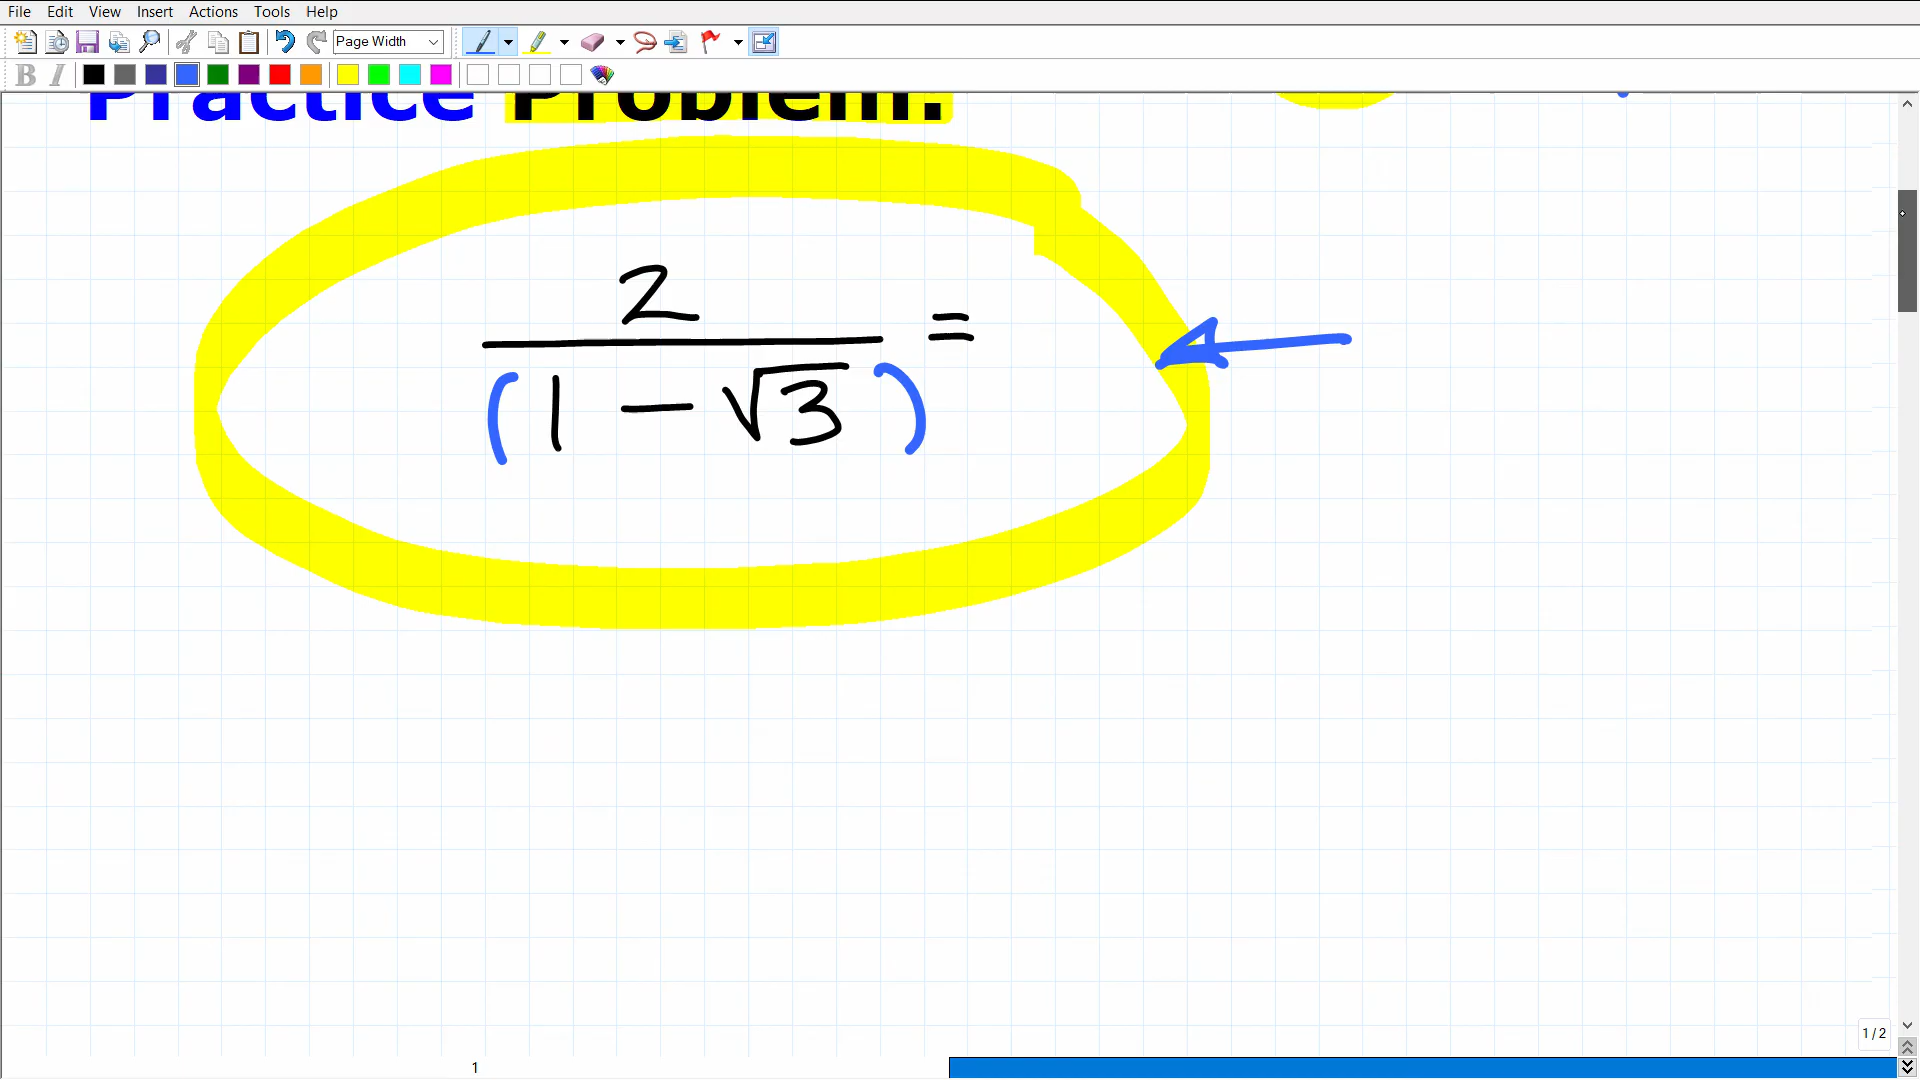 File Edit View Insert Actions Tools Help
Page Width
B I
Practice Problem:
2
=
(1 − √3)
1/2
1